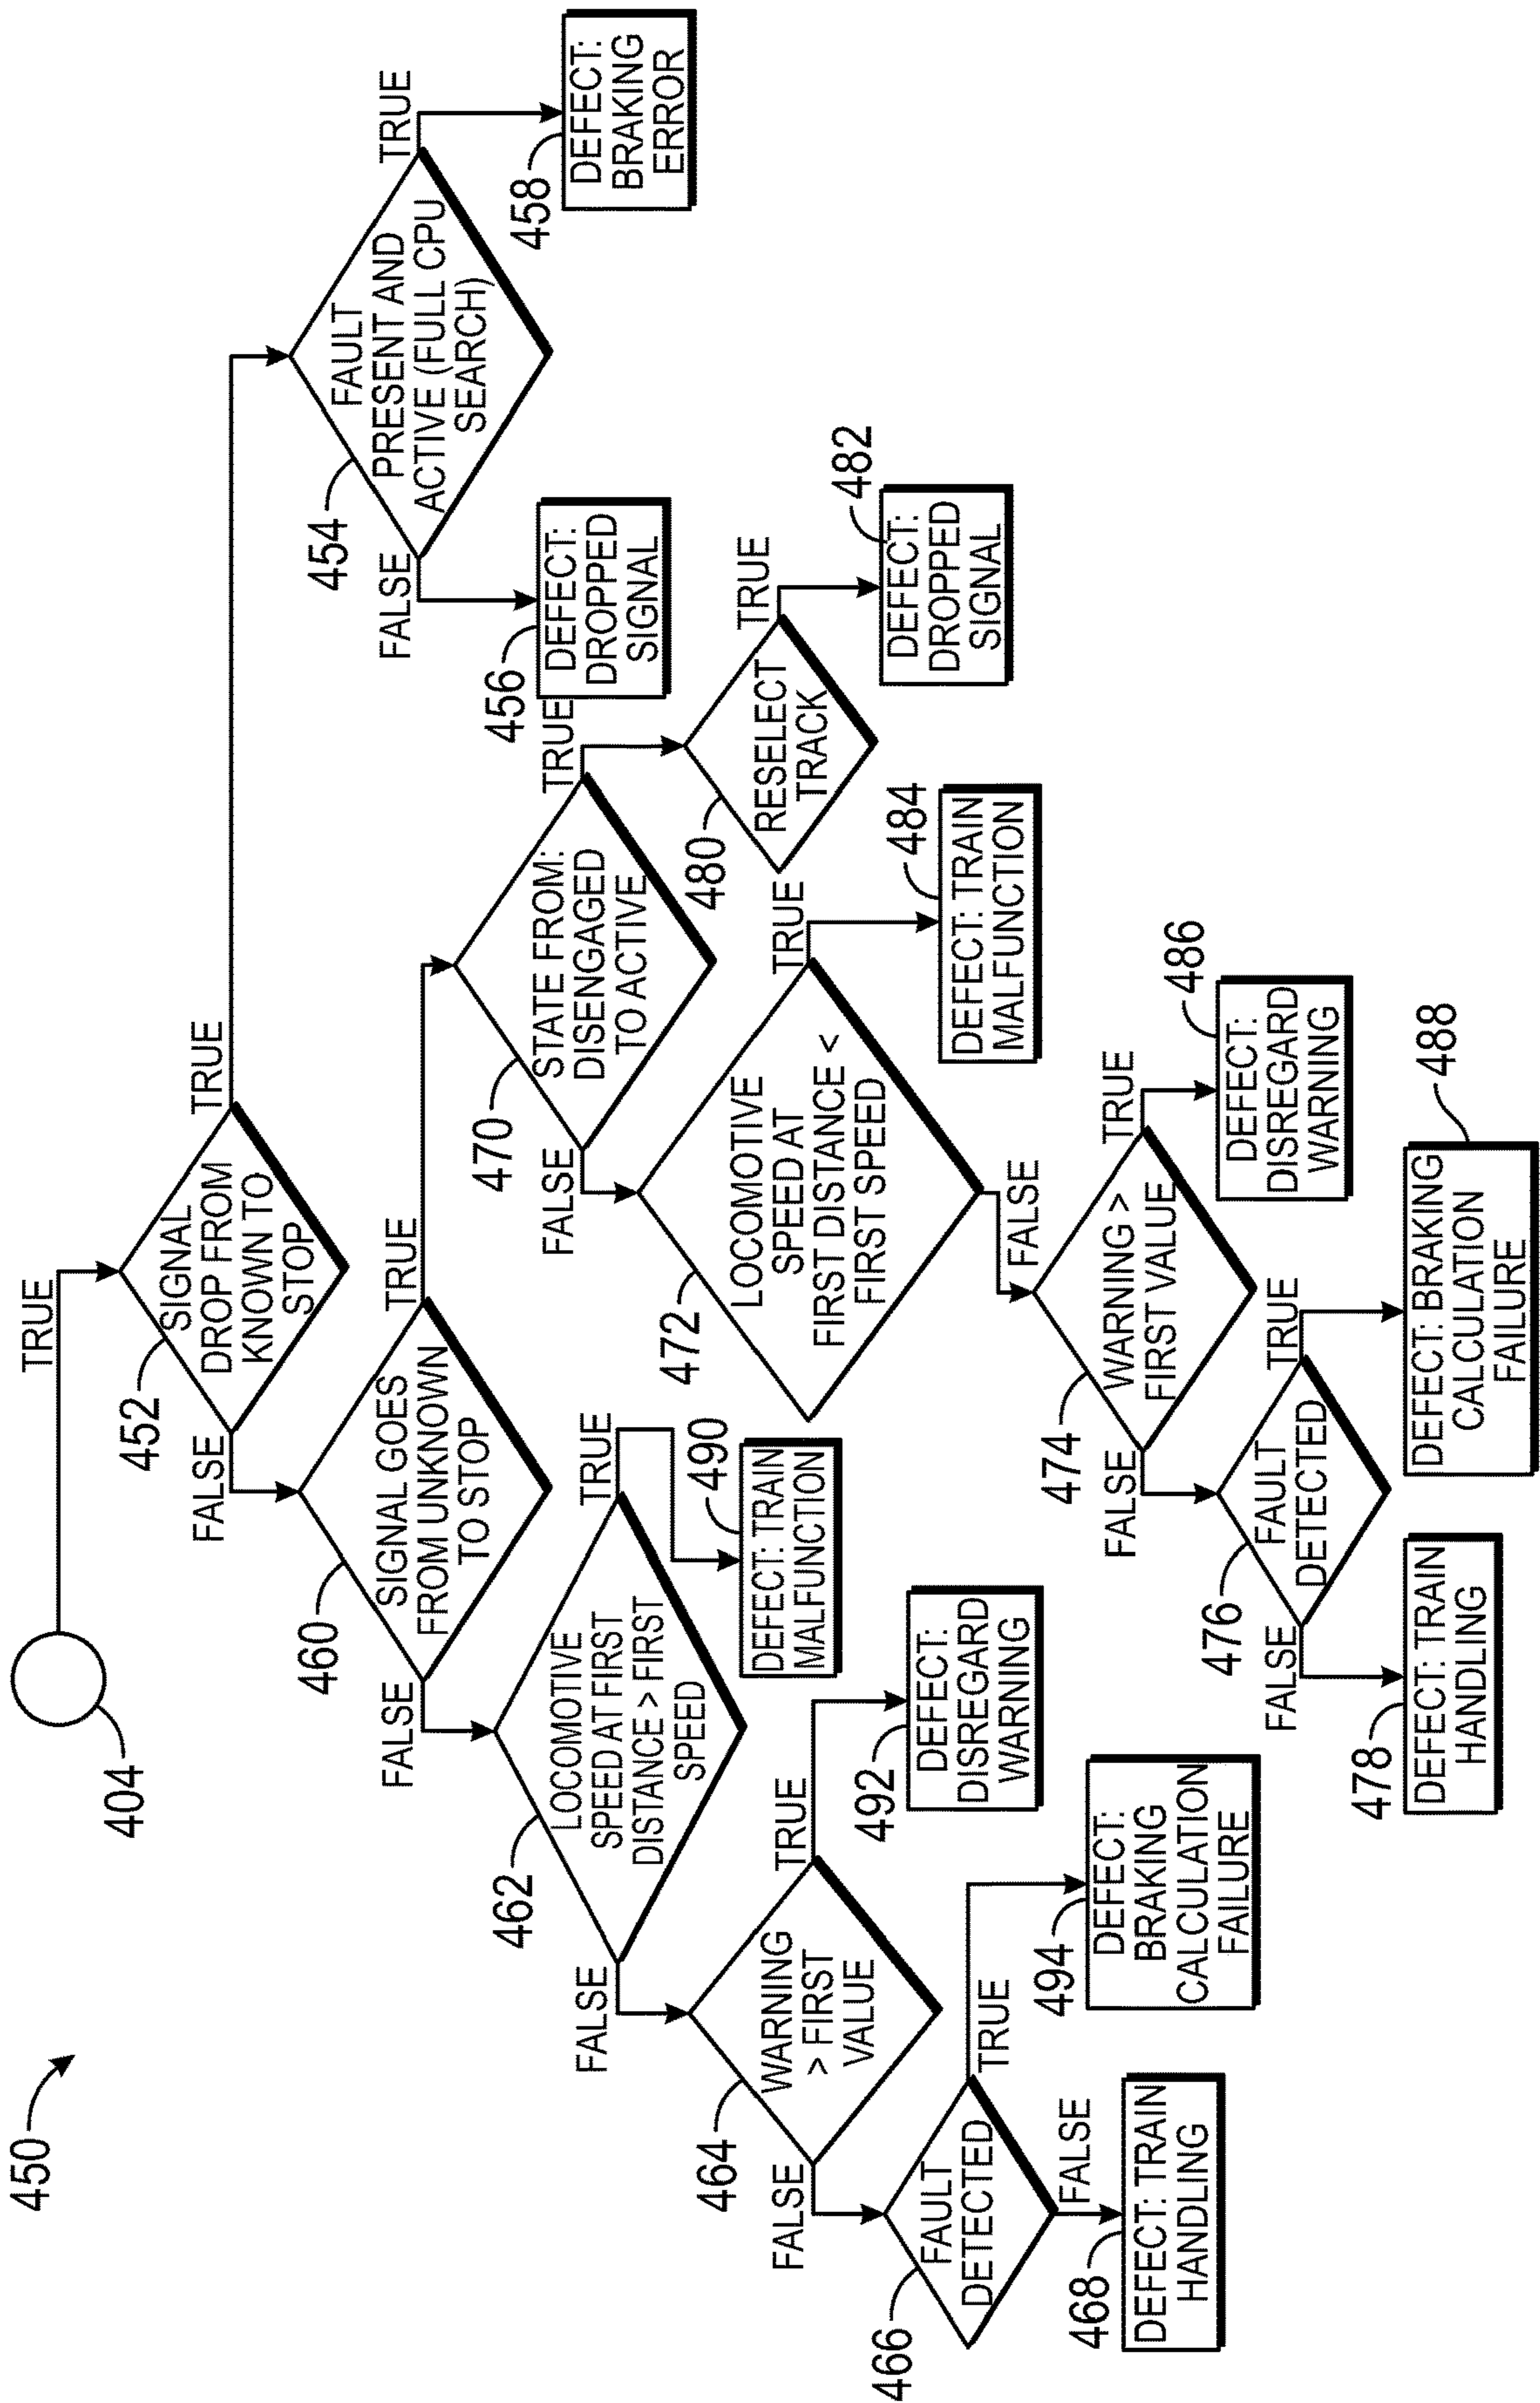 450
404
TRUE
452
SIGNAL
DROP FROM
KNOWN TO
STOP
TRUE
FALSE
454
FAULT
PRESENT AND
ACTIVE (FULL CPU
SEARCH)
TRUE
FALSE
458
DEFECT:
BRAKING
ERROR
456
DEFECT:
DROPPED
SIGNAL
460
SIGNAL GOES
FROM UNKNOWN
TO STOP
TRUE
FALSE
470
STATE FROM:
DISENGAGED
TO ACTIVE
TRUE
FALSE
480
RESELECT
TRACK
TRUE
482
DEFECT:
DROPPED
SIGNAL
472
LOCOMOTIVE
SPEED AT
FIRST DISTANCE <
FIRST SPEED
TRUE
FALSE
484
DEFECT: TRAIN
MALFUNCTION
474
WARNING >
FIRST VALUE
TRUE
FALSE
486
DEFECT:
DISREGARD
WARNING
476
FAULT
DETECTED
TRUE
FALSE
488
DEFECT: BRAKING
CALCULATION
FAILURE
478
DEFECT: TRAIN
HANDLING
462
LOCOMOTIVE
SPEED AT FIRST
DISTANCE > FIRST
SPEED
TRUE
FALSE
490
DEFECT: TRAIN
MALFUNCTION
464
WARNING
> FIRST
VALUE
TRUE
FALSE
492
DEFECT:
DISREGARD
WARNING
466
FAULT
DETECTED
TRUE
FALSE
494
DEFECT:
BRAKING
CALCULATION
FAILURE
468
DEFECT: TRAIN
HANDLING